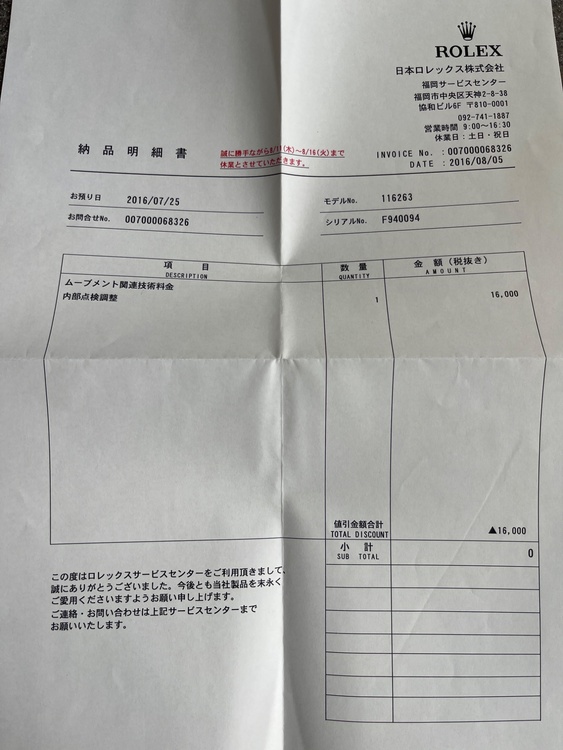 ROLEX
日本ロレックス株式会社
福岡サービスセンター
福岡市中央区天神2-8-38
協和ビル6F 〒810-0001
092-741-1887
営業時間 9:00〜16:30
休業日:土日・祝日
納品明細書
誠に勝手ながら8/11(木)〜8/16(火)まで
休業とさせていただきます。
INVOICE No. :007000068326
DATE :2016/08/05
お預り日 2016/07/25
お問合せNo. 007000068326
モデルNo. 116263
シリアルNo. F940094
項 目 数 量 金 額(税抜き)
DESCRIPTION QUANTITY AMOUNT
ムーブメント関連技術料金
内部点検調整 1 16,000
値引金額合計
TOTAL DISCOUNT ▲16,000
小 計
SUB TOTAL 0
この度はロレックスサービスセンターをご利用頂きまして、
誠にありがとうございました。今後とも当社製品を末永く
ご愛用くださいますようお願い申し上げます。
ご連絡・お問い合わせは上記サービスセンターまで
お願いいたします。